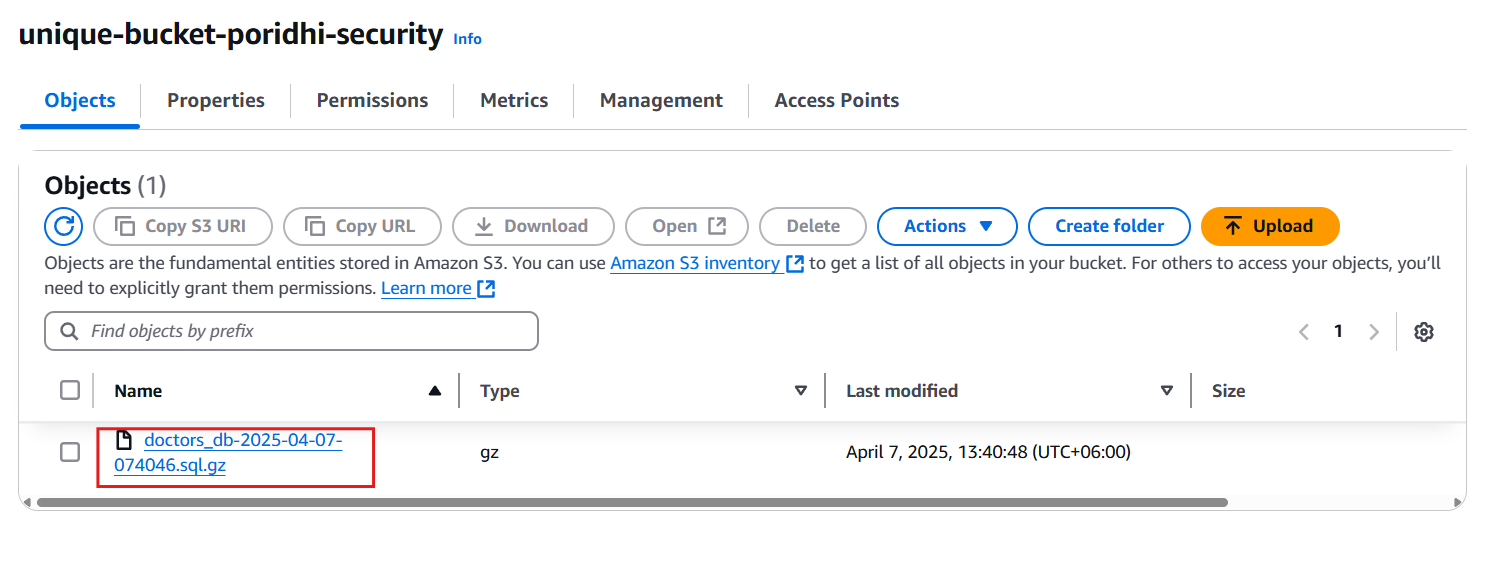 unique-bucket-poridhi-security Info
Objects Properties Permissions Metrics Management Access Points
Objects (1)
Copy S3 URI Copy URL Download Open Delete Actions Create folder Upload
Objects are the fundamental entities stored in Amazon S3. You can use Amazon S3 inventory to get a list of all objects in your bucket. For others to access your objects, you’ll
need to explicitly grant them permissions. Learn more
Find objects by prefix 1
Name Type Last modified Size
doctors_db-2025-04-07-
074046.sql.gz gz April 7, 2025, 13:40:48 (UTC+06:00)